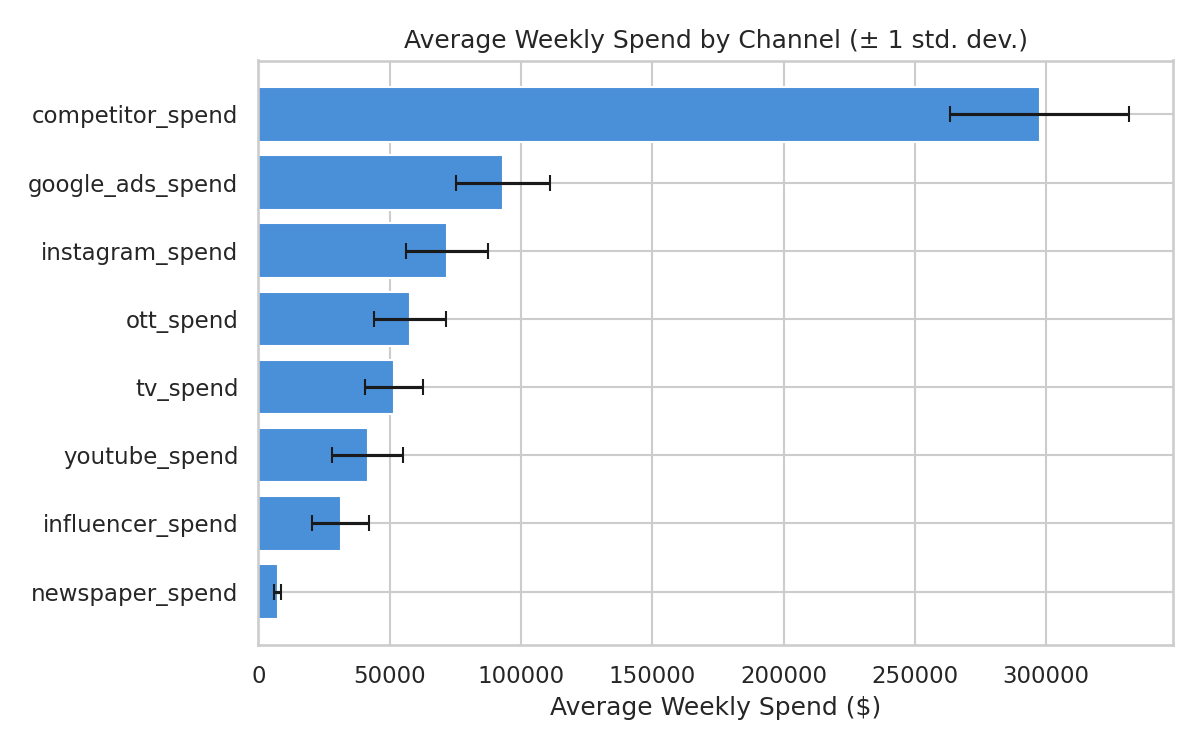 Average Weekly Spend by Channel (± 1 std. dev.)
competitor_spend
google_ads_spend
instagram_spend
ott_spend
tv_spend
youtube_spend
influencer_spend
newspaper_spend
0 50000 100000 150000 200000 250000 300000
Average Weekly Spend ($)